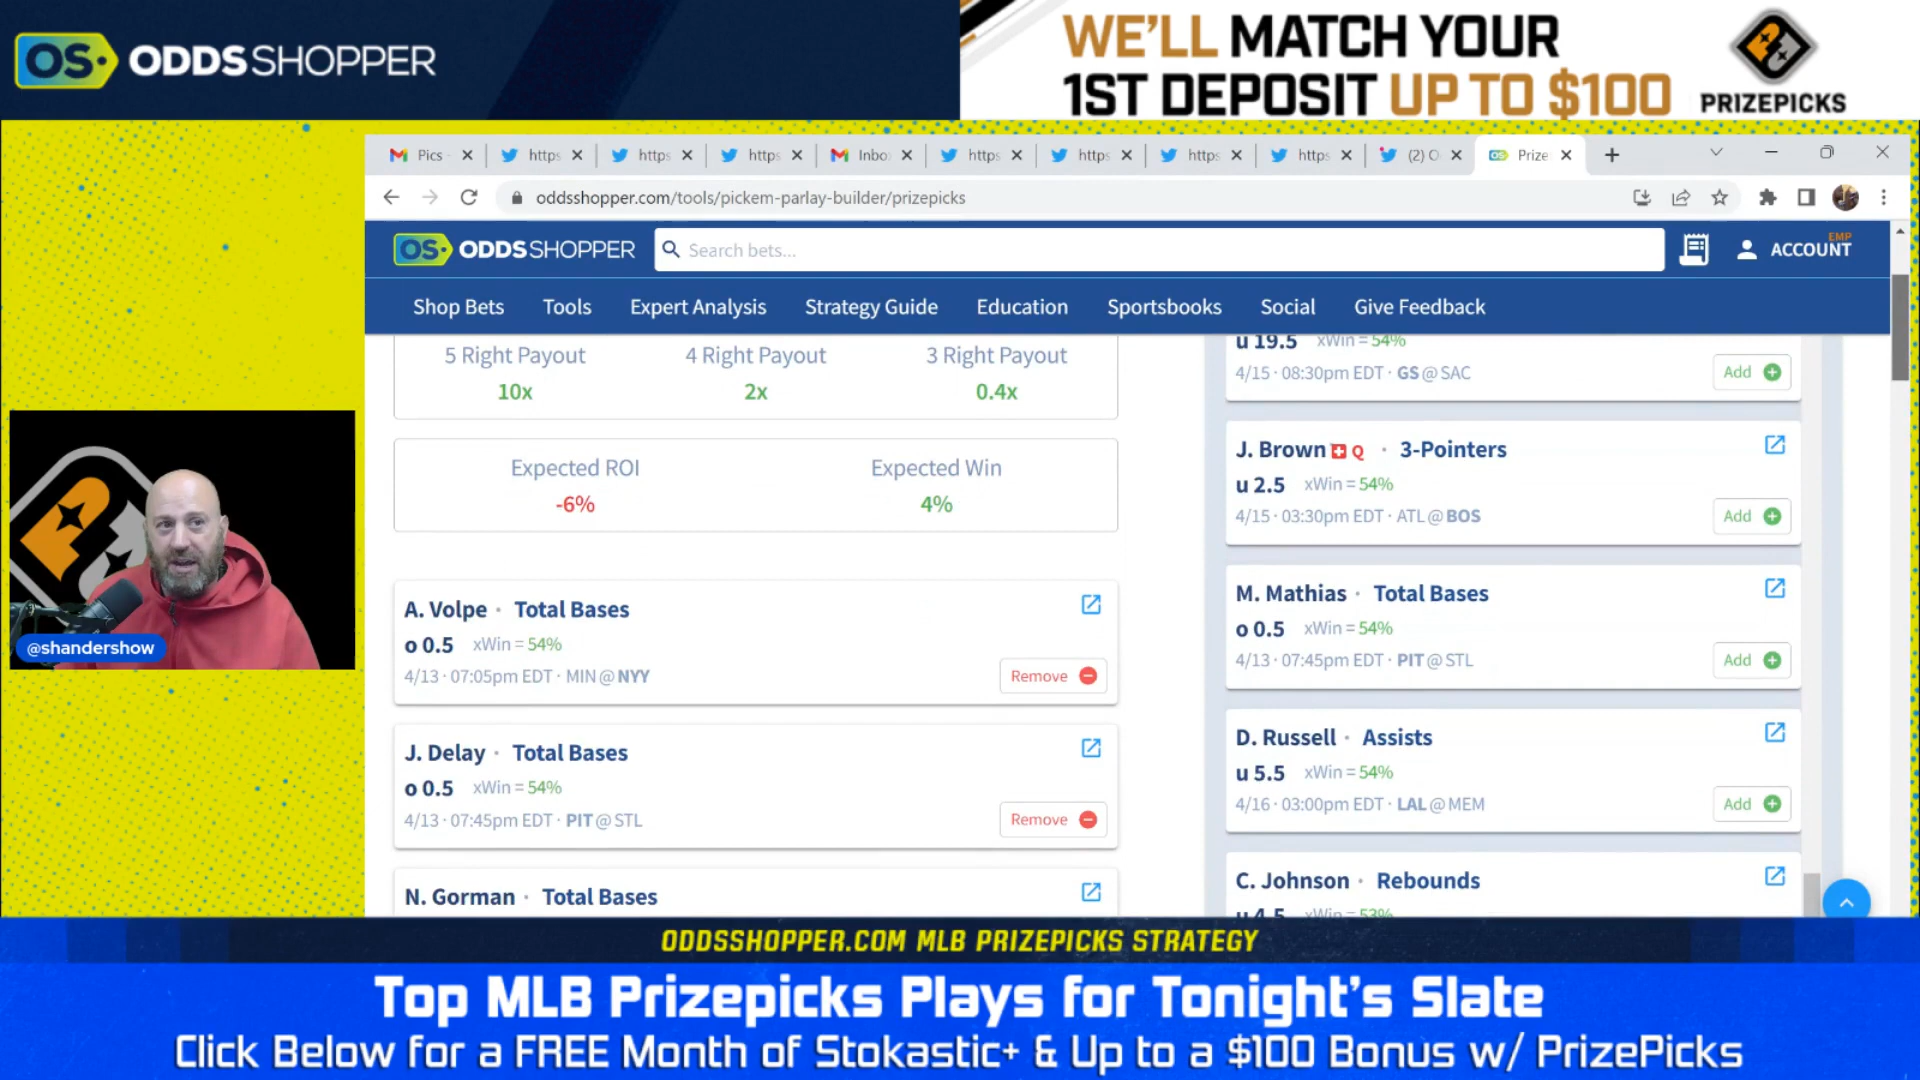 OS ODDSSHOPPER
WE'LL MATCH YOUR
1ST DEPOSIT UP TO $100
PRIZEPICKS
Pics
https
https
https
Inbo
https
https
https
https
(2) O
Prize
oddsshopper.com/tools/pickem-parlay-builder/prizepicks
OS ODDSSHOPPER
Search bets...
EMP
ACCOUNT
Shop Bets Tools Expert Analysis Strategy Guide Education Sportsbooks Social Give Feedback
5 Right Payout 4 Right Payout 3 Right Payout
10x 2x 0.4x
Expected ROI Expected Win
-6% 4%
A. Volpe · Total Bases
o 0.5 xWin = 54%
4/13 · 07:05pm EDT · MIN @ NYY
Remove
J. Delay · Total Bases
o 0.5 xWin = 54%
4/13 · 07:45pm EDT · PIT @ STL
Remove
N. Gorman · Total Bases
u 19.5 xWin = 54%
4/15 · 08:30pm EDT · GS @ SAC
Add
J. Brown Q · 3-Pointers
u 2.5 xWin = 54%
4/15 · 03:30pm EDT · ATL @ BOS
Add
M. Mathias · Total Bases
o 0.5 xWin = 54%
4/13 · 07:45pm EDT · PIT @ STL
Add
D. Russell · Assists
u 5.5 xWin = 54%
4/16 · 03:00pm EDT · LAL @ MEM
Add
C. Johnson · Rebounds
u 4.5 xWin = 53%
@shandershow
ODDSSHOPPER.COM MLB PRIZEPICKS STRATEGY
Top MLB Prizepicks Plays for Tonight's Slate
Click Below for a FREE Month of Stokastic+ & Up to a $100 Bonus w/ PrizePicks